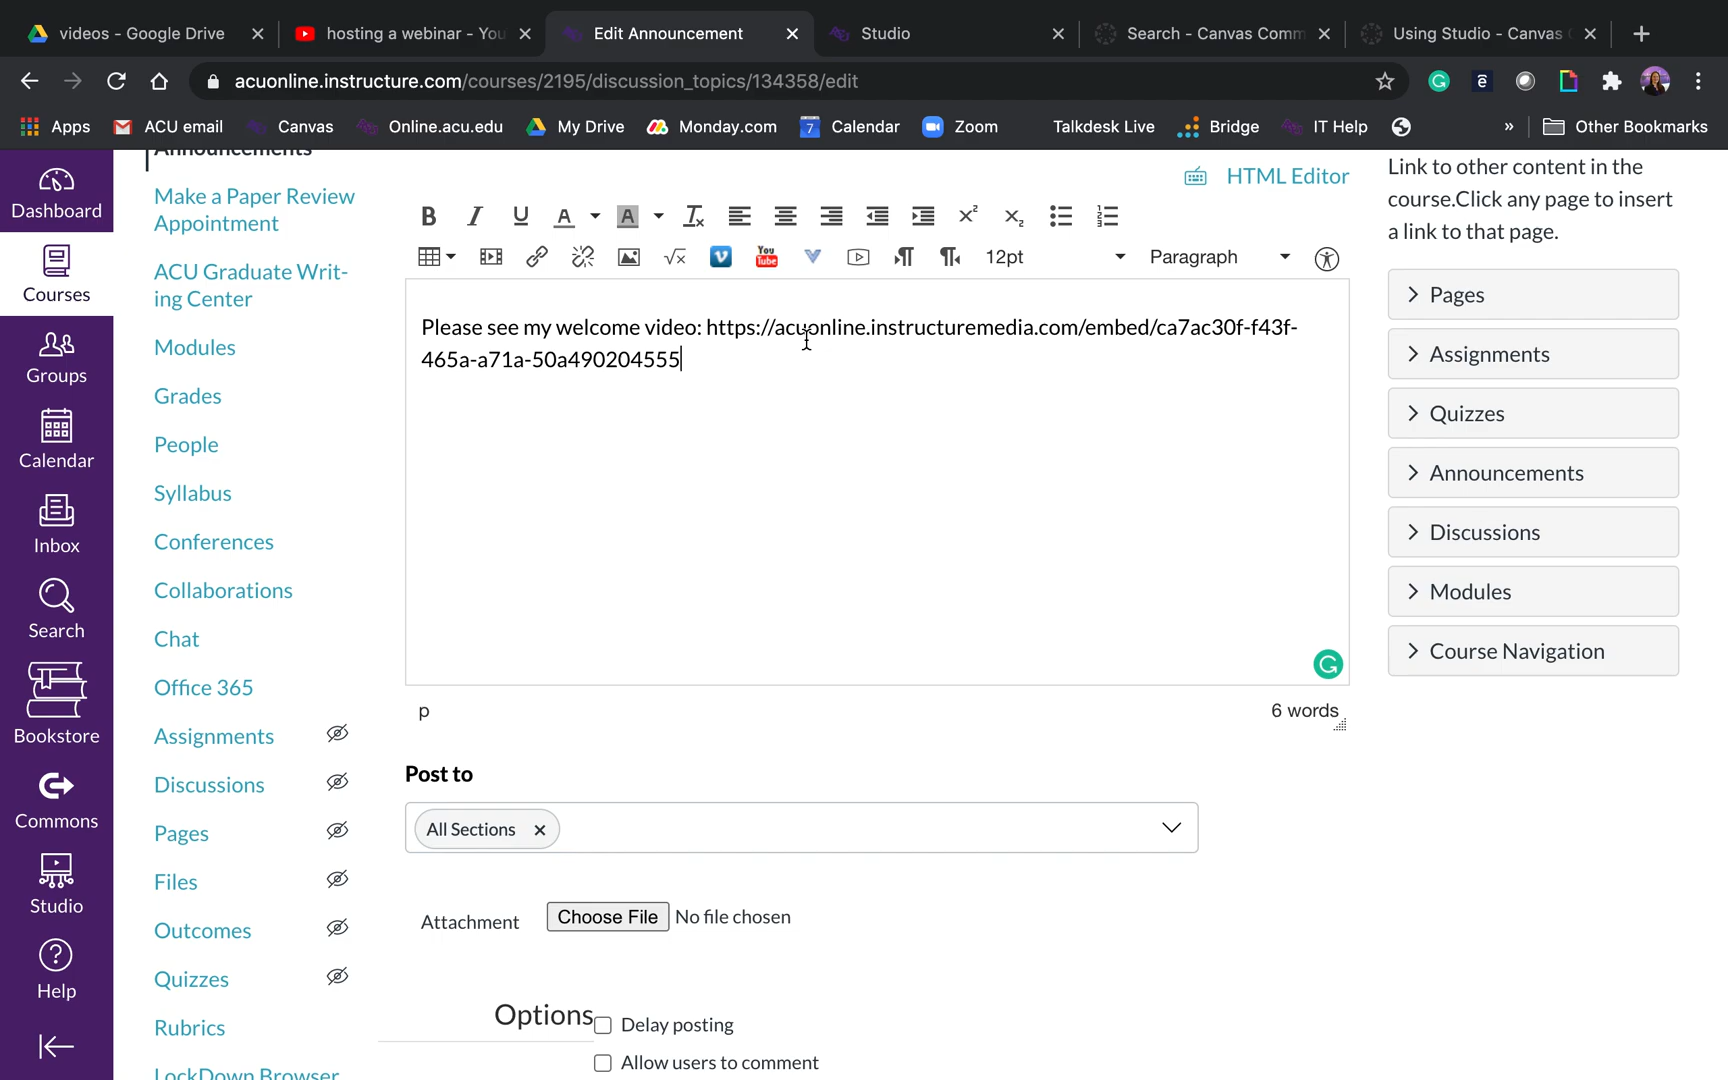 videos - Google Drive
hosting a webinar - You
Edit Announcement
Studio
Search - Canvas Comm
Using Studio - Canvas
acuonline.instructure.com/courses/2195/discussion_topics/134358/edit
Apps
ACU email
Canvas
Online.acu.edu
My Drive
Monday.com
7
Calendar
Zoom
Talkdesk Live
Bridge
IT Help
»
Other Bookmarks
Dashboard
Courses
Groups
Calendar
Inbox
Search
Bookstore
Commons
Studio
Help
Announcements
Make a Paper Review
Appointment
ACU Graduate Writ-
ing Center
Modules
Grades
People
Syllabus
Conferences
Collaborations
Chat
Office 365
Assignments
Discussions
Pages
Files
Outcomes
Quizzes
Rubrics
LockDown Browser
HTML Editor
12pt
Paragraph
Please see my welcome video: https://acuonline.instructuremedia.com/embed/ca7ac30f-f43f-
465a-a71a-50a490204555
p
6 words
Post to
All Sections
Attachment
Choose File No file chosen
Options
Delay posting
Allow users to comment
Link to other content in the
course.Click any page to insert
a link to that page.
Pages
Assignments
Quizzes
Announcements
Discussions
Modules
Course Navigation